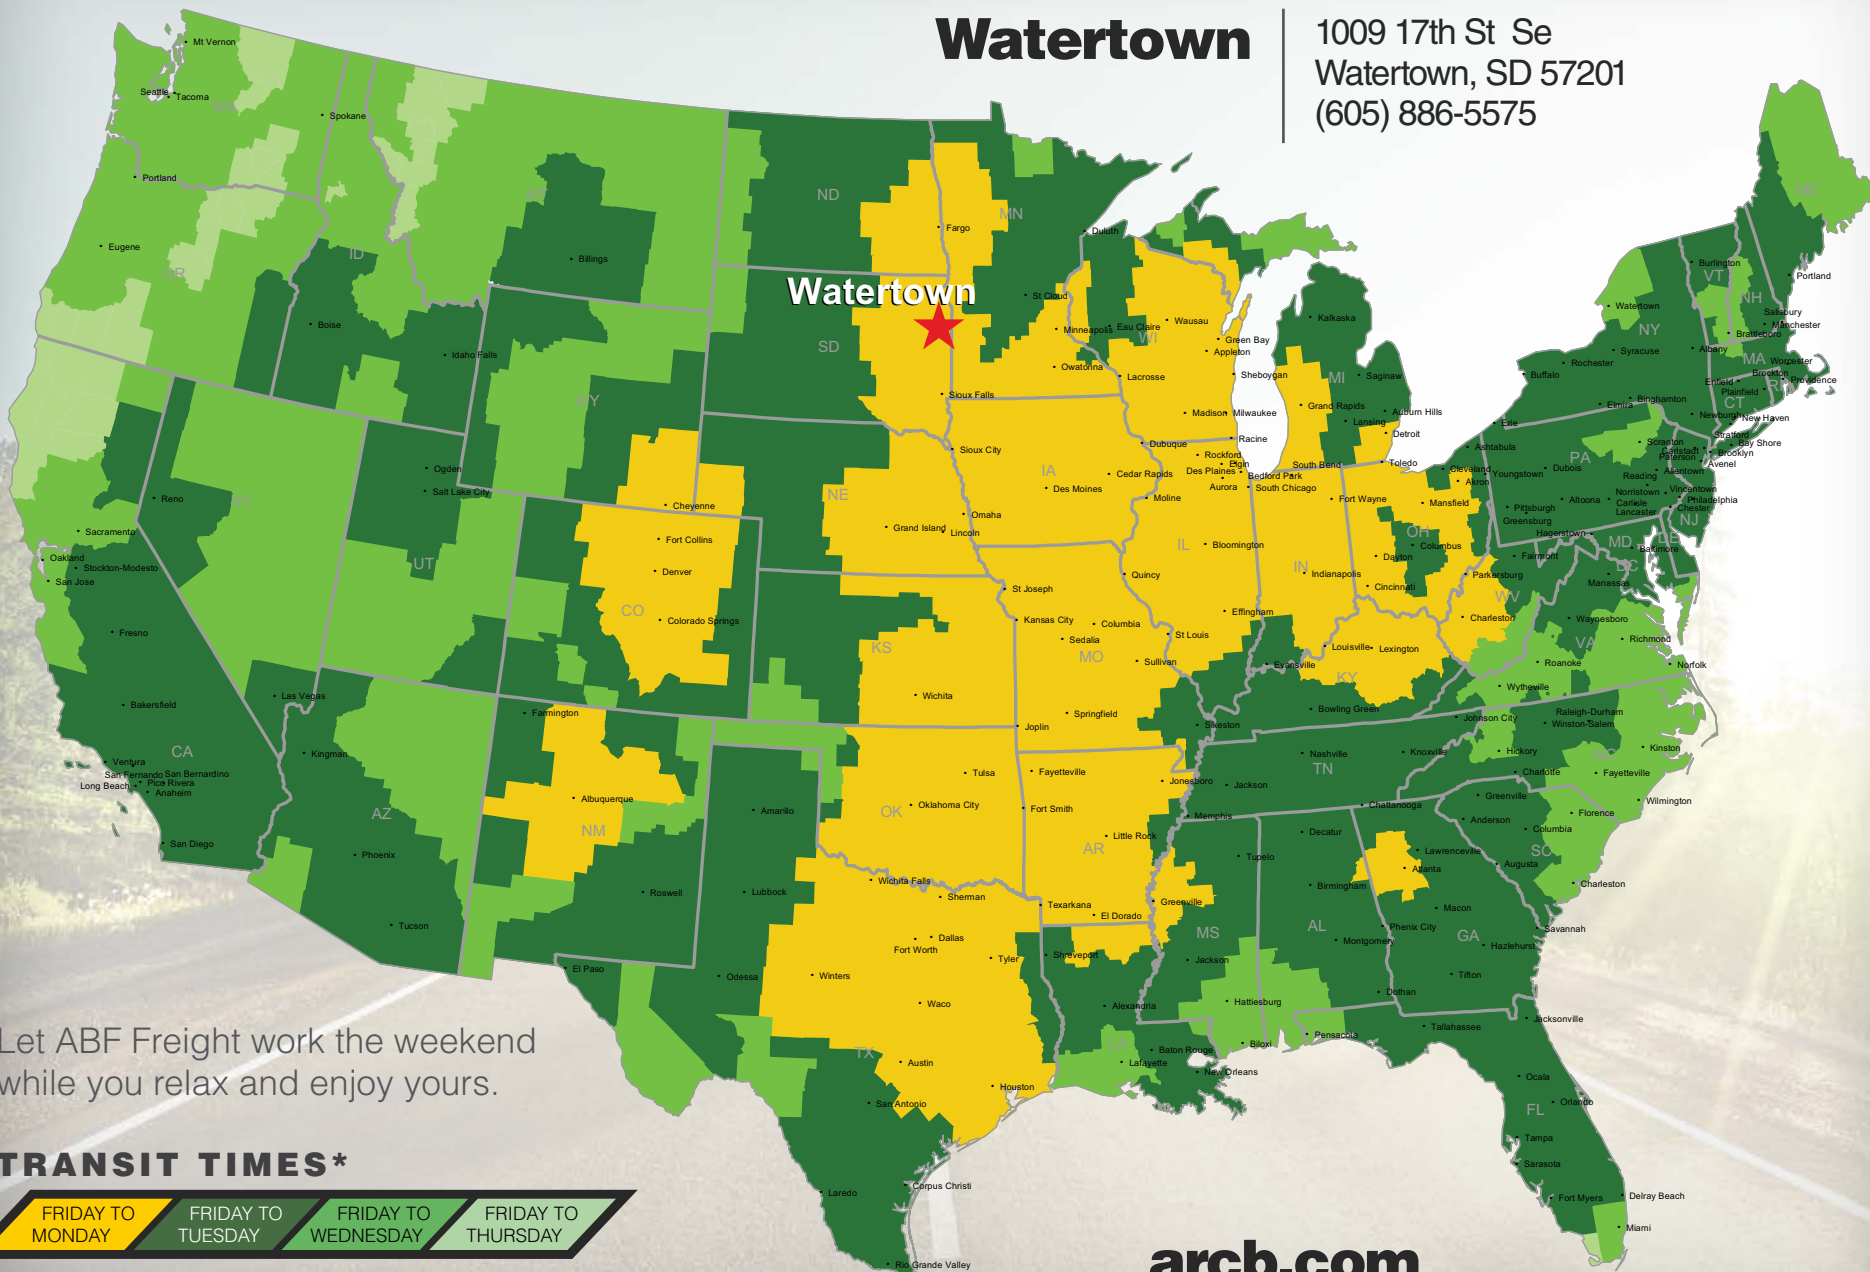 Watertown
1009 17th St Se
Watertown, SD 57201
(605) 886-5575
Mt Vernon
Seattle
Tacoma
WA
Spokane
Portland
Eugene
OR
ID
Boise
Idaho Falls
MT
Billings
WY
Cheyenne
ND
Fargo
MN
Duluth
Watertown
SD
Sioux Falls
St Cloud
Minneapolis
Eau Claire
Wausau
WI
Green Bay
Appleton
Owatonna
Lacrosse
Sheboygan
Madison
Milwaukee
Racine
Kalkaska
MI
Saginaw
Grand Rapids
Lansing
Auburn Hills
Detroit
ME
Portland
Burlington
VT
NH
Salisbury
Manchester
Brattleboro
Watertown
NY
Syracuse
Rochester
Buffalo
Albany
MA
Worcester
Brockton
Enfield
Providence
Plainfield
RI
CT
Binghamton
Elmira
Newburgh
New Haven
Stratford
Bay Shore
Scranton
Carlstadt
Brooklyn
Paterson
Avenel
Allentown
Reading
Norristown
Vincentown
Philadelphia
Carlisle
Lancaster
Chester
NJ
Erie
PA
Dubois
Altoona
Pittsburgh
Greensburg
Hagerstown
MD
DE
Baltimore
DC
Manassas
Fairmont
Ashtabula
Cleveland
Youngstown
Akron
Mansfield
Toledo
OH
Columbus
Dayton
Cincinnati
Parkersburg
WV
Charleston
Waynesboro
VA
Richmond
Roanoke
Norfolk
Wytheville
Sioux City
IA
Des Moines
Cedar Rapids
Dubuque
Rockford
Elgin
Des Plaines
Bedford Park
Aurora
South Chicago
South Bend
Fort Wayne
Moline
IL
Bloomington
IN
Indianapolis
Quincy
Effingham
NE
Grand Island
Omaha
Lincoln
Reno
NV
Sacramento
Oakland
Stockton-Modesto
San Jose
Fresno
Bakersfield
CA
Ventura
San Fernando
San Bernardino
Pico Rivera
Long Beach
Anaheim
San Diego
Las Vegas
Kingman
AZ
Phoenix
Tucson
Ogden
Salt Lake City
UT
Fort Collins
Denver
CO
Colorado Springs
Farmington
Albuquerque
NM
Roswell
KS
Wichita
St Joseph
Kansas City
Columbia
Sedalia
MO
Sullivan
St Louis
Springfield
Joplin
Evansville
Louisville
Lexington
KY
Bowling Green
Sikeston
Nashville
TN
Knoxville
Johnson City
Jackson
Memphis
Chattanooga
Raleigh-Durham
Winston-Salem
Hickory
NC
Kinston
Charlotte
Fayetteville
Wilmington
Greenville
Anderson
Florence
Columbia
SC
Augusta
Charleston
Tulsa
OK
Oklahoma City
Fayetteville
Fort Smith
Jonesboro
Little Rock
AR
Texarkana
El Dorado
Amarillo
Lubbock
Wichita Falls
Sherman
Dallas
Fort Worth
Tyler
El Paso
Odessa
Winters
Waco
TX
Austin
Houston
San Antonio
Laredo
Corpus Christi
Rio Grande Valley
Shreveport
Alexandria
LA
Lafayette
Baton Rouge
New Orleans
Greenville
MS
Tupelo
Jackson
Hattiesburg
Biloxi
Decatur
Birmingham
AL
Montgomery
Dothan
Pensacola
Lawrenceville
Atlanta
Macon
Phenix City
GA
Hazlehurst
Savannah
Tifton
Tallahassee
Jacksonville
Ocala
Orlando
FL
Tampa
Sarasota
Fort Myers
Delray Beach
Miami
Let ABF Freight work the weekend
while you relax and enjoy yours.
TRANSIT TIMES*
FRIDAY TO
MONDAY
FRIDAY TO
TUESDAY
FRIDAY TO
WEDNESDAY
FRIDAY TO
THURSDAY
arcb.com